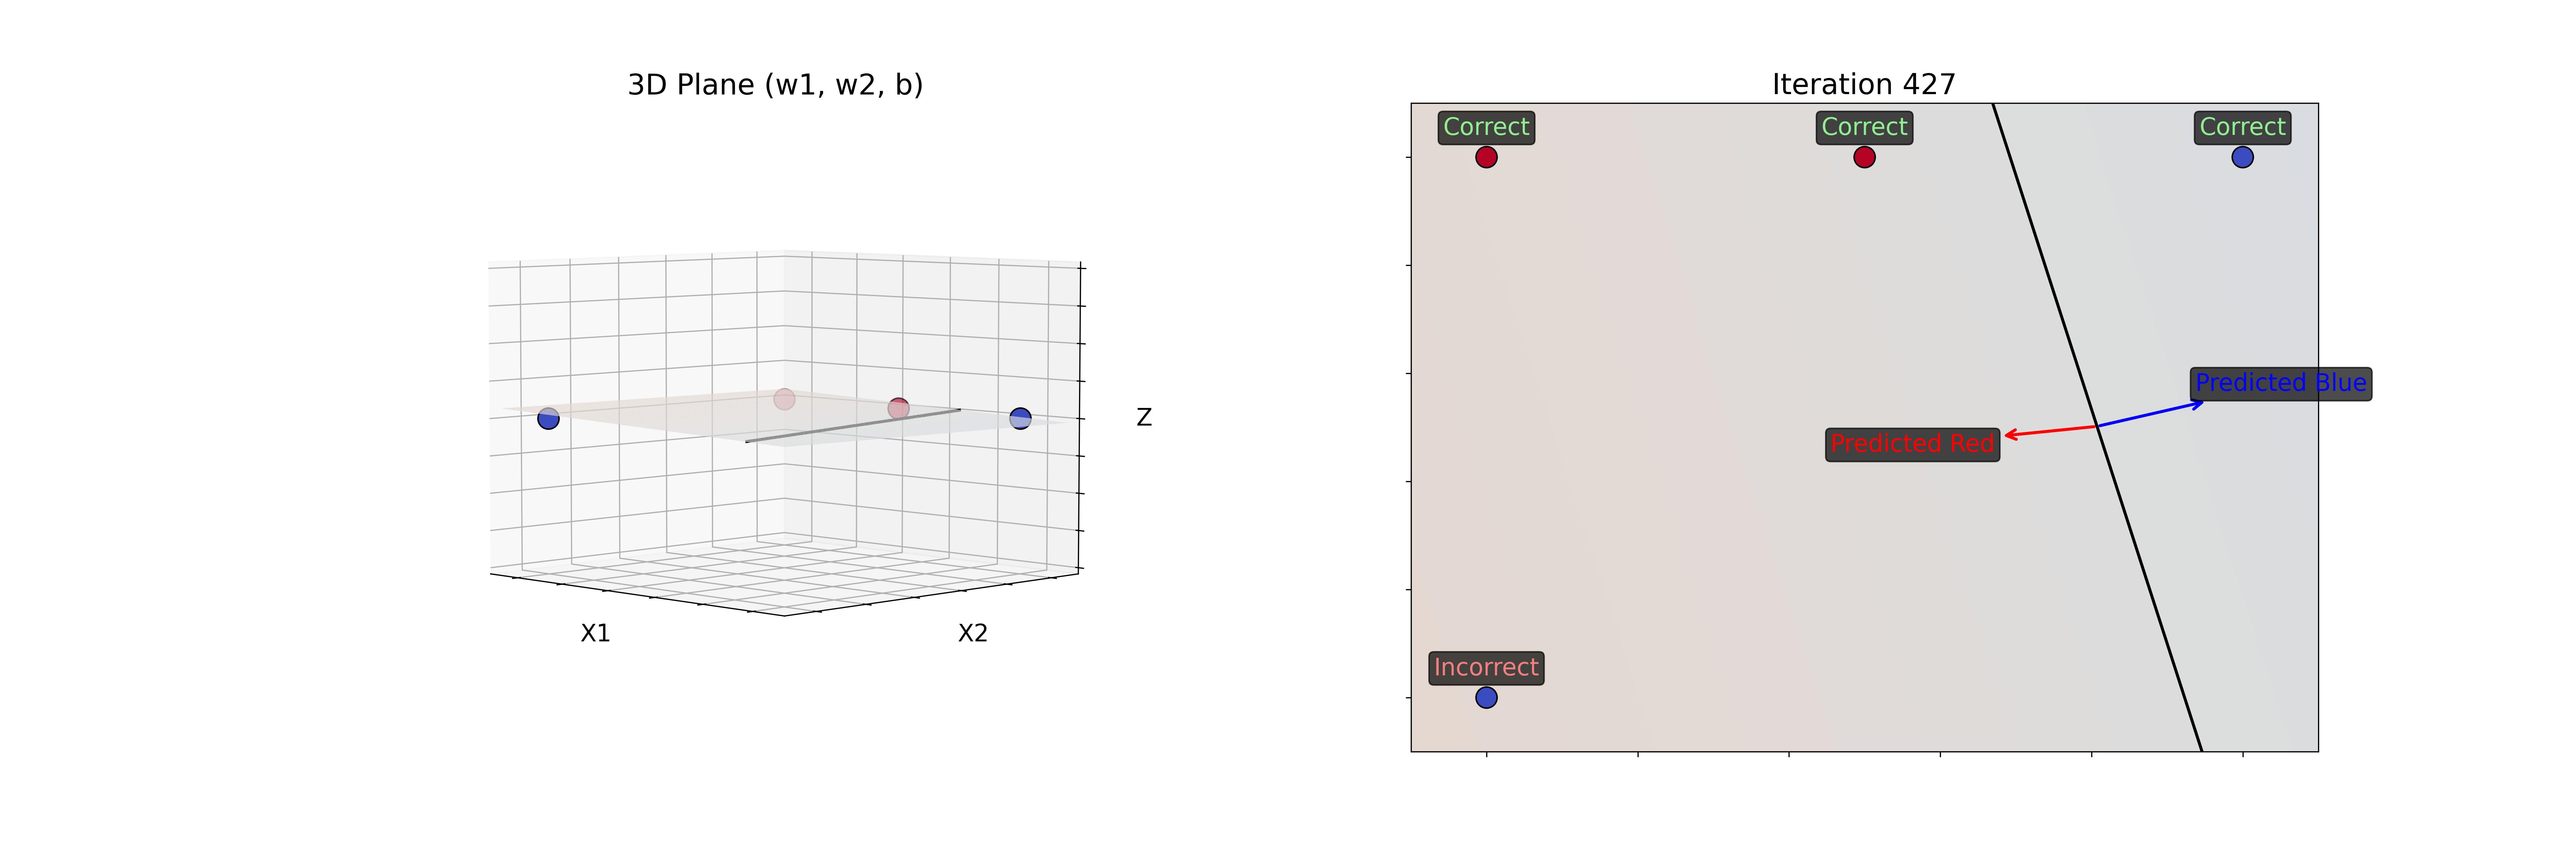 3D Plane (w1, w2, b)
Z
X1
X2
Iteration 427
Correct
Correct
Correct
Predicted Blue
Predicted Red
Incorrect